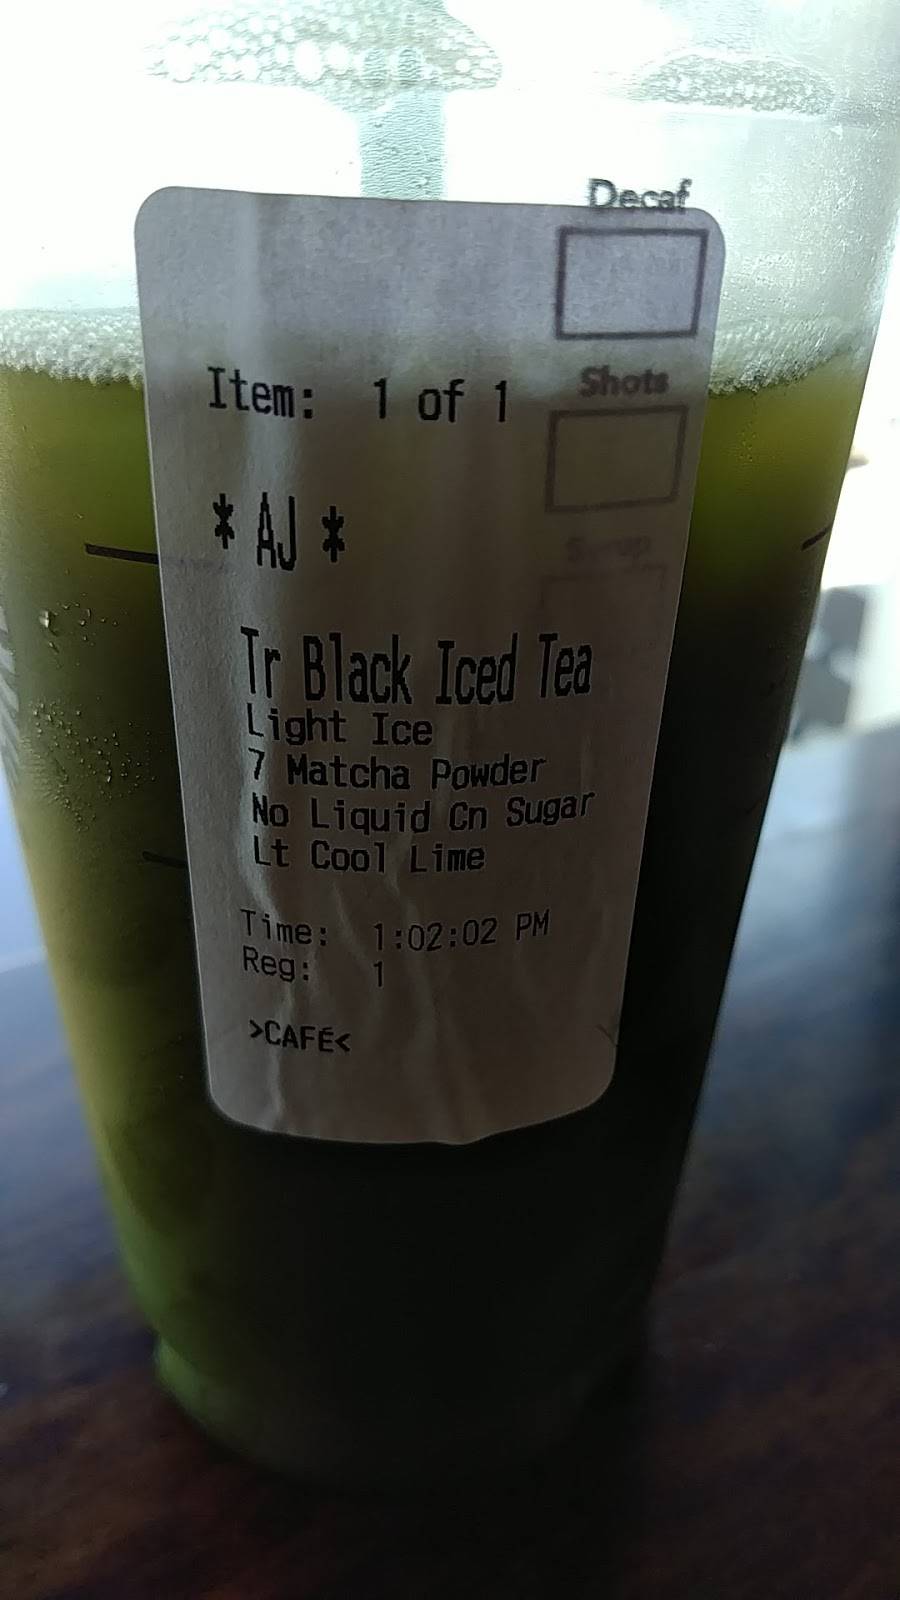 Decaf
Item: 1 of 1
Shots
* AJ *
Syrup
Tr Black Iced Tea
Light Ice
7 Matcha Powder
No Liquid Cn Sugar
Lt Cool Lime
Time: 1:02:02 PM
Reg: 1
>CAFÉ<